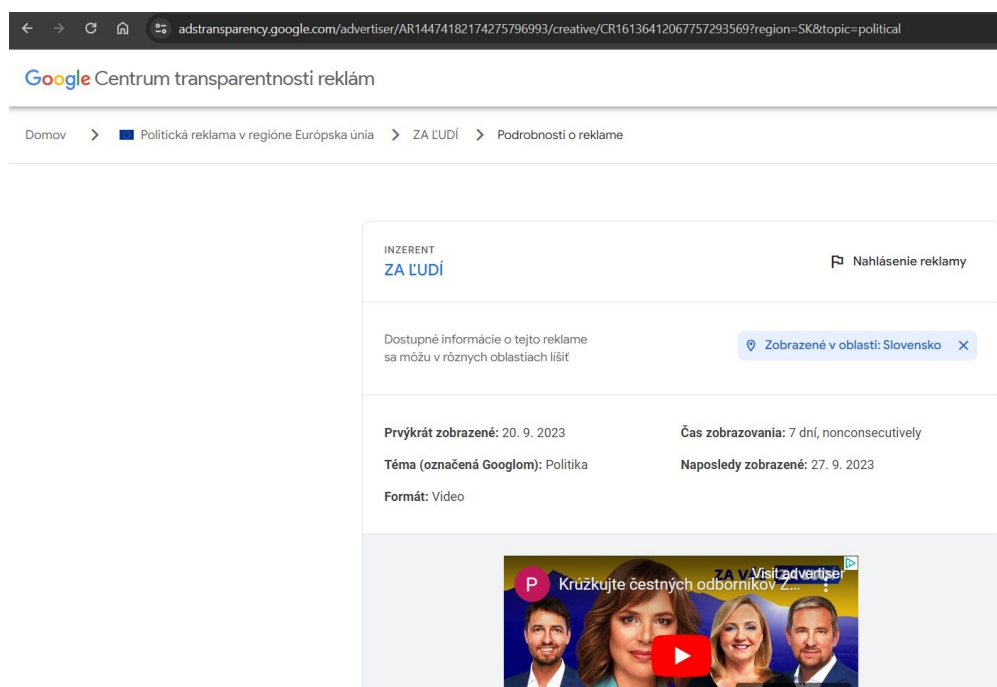 adstransparency.google.com/advertiser/AR14474182174275796993/creative/CR16136412067757293569?region=SK&topic=political
Google Centrum transparentnosti reklám
Domov > Politická reklama v regióne Európska únia > ZA ĽUDÍ > Podrobnosti o reklame
INZERENT
ZA ĽUDÍ
Nahlásenie reklamy
Dostupné informácie o tejto reklame
sa môžu v rôznych oblastiach líšiť
Zobrazené v oblasti: Slovensko
Prvýkrát zobrazené: 20. 9. 2023
Čas zobrazovania: 7 dní, nonconsecutively
Téma (označená Googlom): Politika
Naposledy zobrazené: 27. 9. 2023
Formát: Video
ZA
Visit advertiser
P
Krúžkujte čestných odborníkov Z...